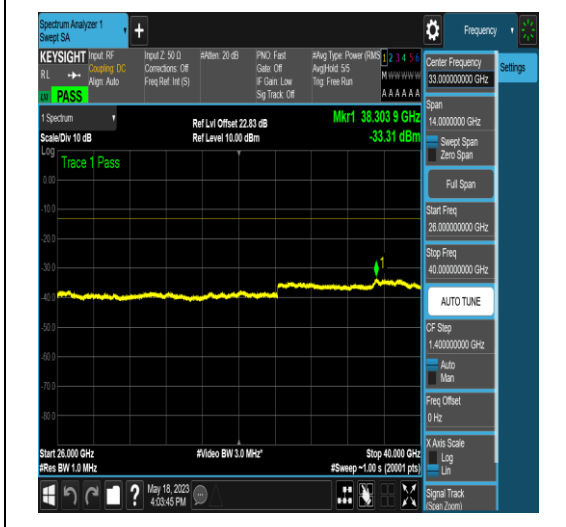 Spectrum Analyzer 1
Swept SA
+
Frequency
KEYSIGHT
Input: RF
Coupling: DC
Align: Auto
Input Z: 50 Ω
Corrections: Off
Freq Ref: Int (S)
#Atten: 20 dB
PNO: Fast
Gate: Off
IF Gain: Low
Sig Track: Off
#Avg Type: Power (RMS
Avg|Hold: 5/5
Trig: Free Run
1 2 3 4 5 6
M W W W W W
A A A A A A
RL
PASS
1 Spectrum
Scale/Div 10 dB
Ref Lvl Offset 22.83 dB
Ref Level 10.00 dBm
Mkr1 38.303 9 GHz
-33.31 dBm
Log
Trace 1 Pass
0.00
-10.0
-20.0
-30.0
-40.0
-50.0
-60.0
-70.0
-80.0
1
Start 26.000 GHz
#Res BW 1.0 MHz
#Video BW 3.0 MHz*
Stop 40.000 GHz
#Sweep ~1.00 s (20001 pts)
?
May 18, 2023
4:03:45 PM
Center Frequency
33.000000000 GHz
Settings
Span
14.0000000 GHz
Swept Span
Zero Span
Full Span
Start Freq
26.000000000 GHz
Stop Freq
40.000000000 GHz
AUTO TUNE
CF Step
1.400000000 GHz
Auto
Man
Freq Offset
0 Hz
X Axis Scale
Log
Lin
Signal Track
(Span Zoom)